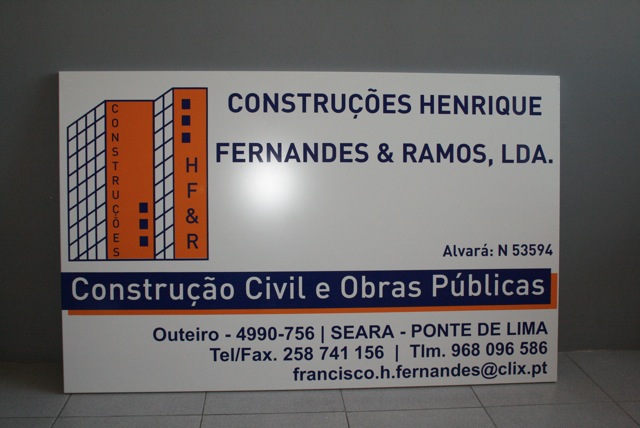 CONSTRUÇÕES
HF&R
CONSTRUÇÕES HENRIQUE
FERNANDES & RAMOS, LDA.
Alvará: N 53594
Construção Civil e Obras Públicas
Outeiro - 4990-756 | SEARA - PONTE DE LIMA
Tel/Fax. 258 741 156 | Tlm. 968 096 586
francisco.h.fernandes@clix.pt